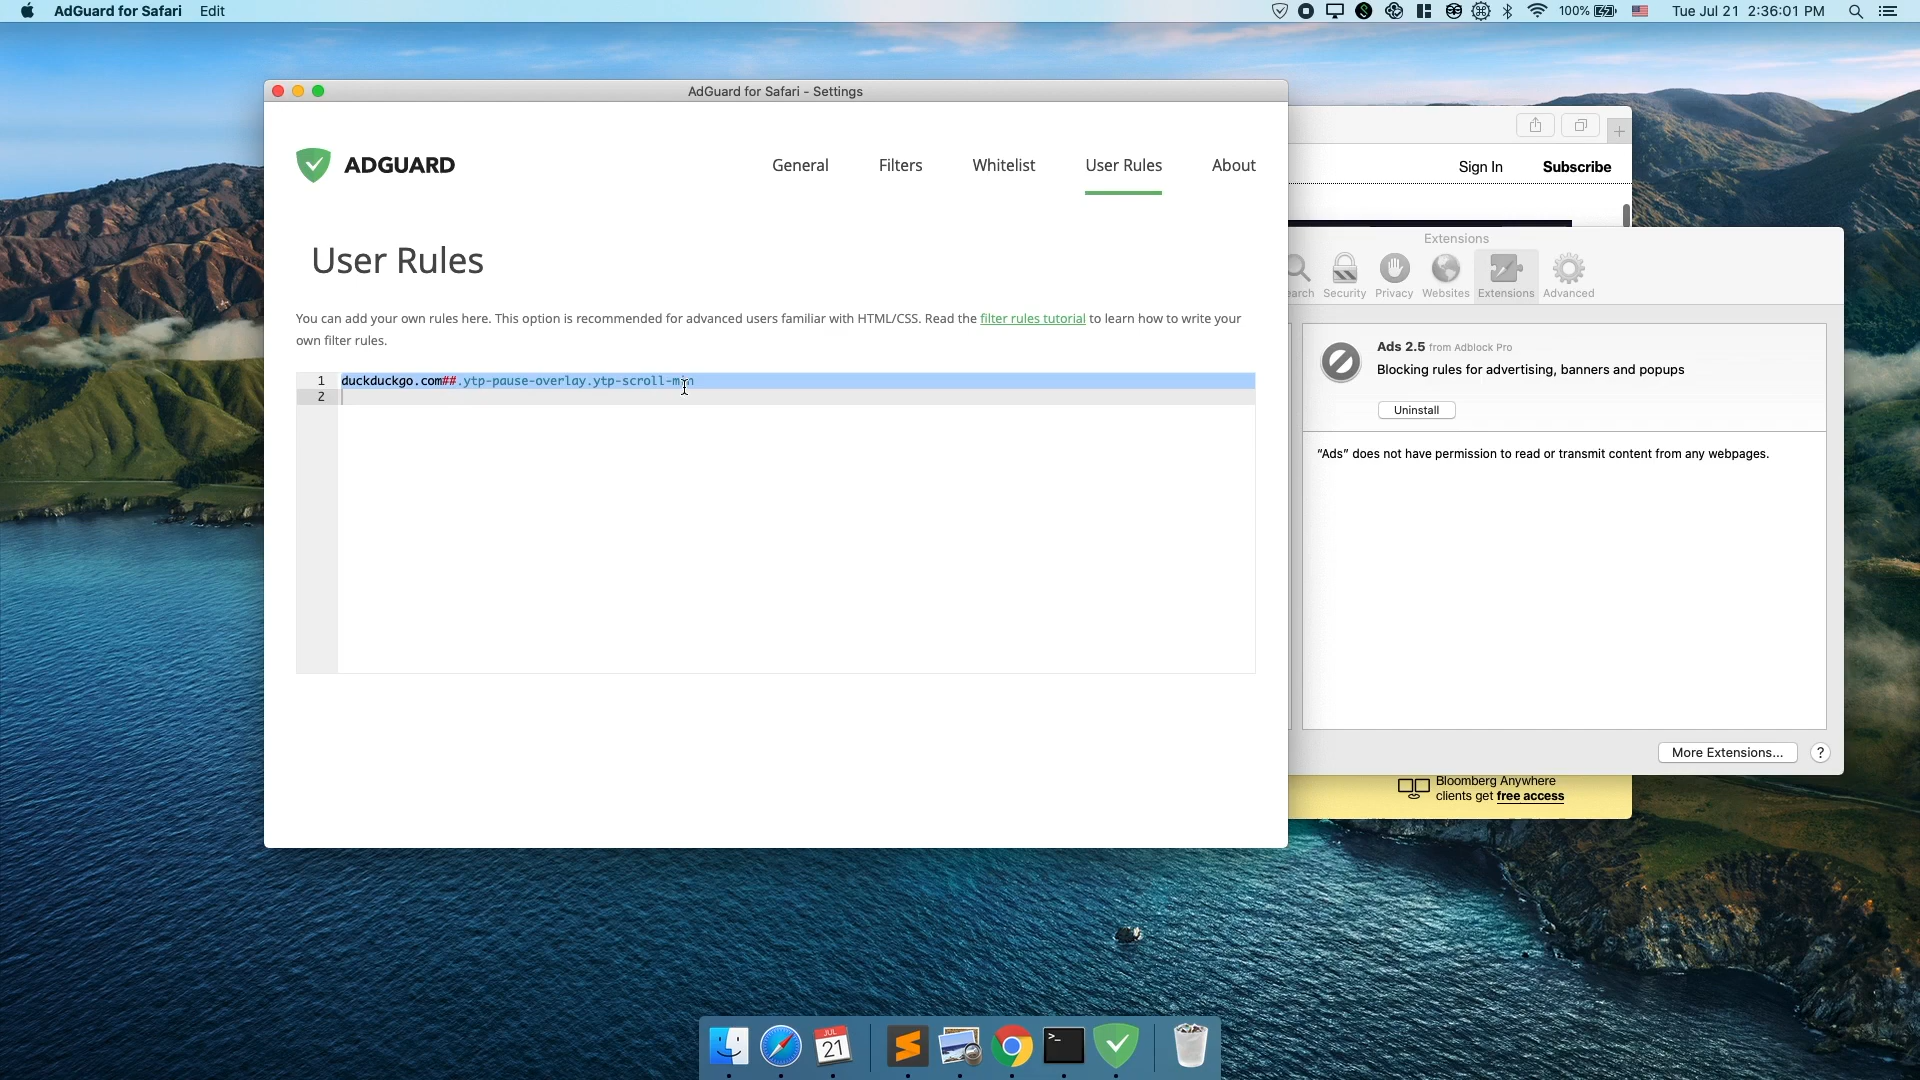 AdGuard for Safari Edit
100%
Tue Jul 21 2:36:01 PM
AdGuard for Safari - Settings
ADGUARD
General Filters Whitelist User Rules About
User Rules
You can add your own rules here. This option is recommended for advanced users familiar with HTML/CSS. Read the filter rules tutorial to learn how to write your
own filter rules.
1 duckduckgo.com##.ytp-pause-overlay.ytp-scroll-min
2
Sign In Subscribe
Extensions
arch Security Privacy Websites Extensions Advanced
Ads 2.5 from Adblock Pro
Blocking rules for advertising, banners and popups
Uninstall
"Ads" does not have permission to read or transmit content from any webpages.
More Extensions... ?
Bloomberg Anywhere
clients get free access
JUL
21